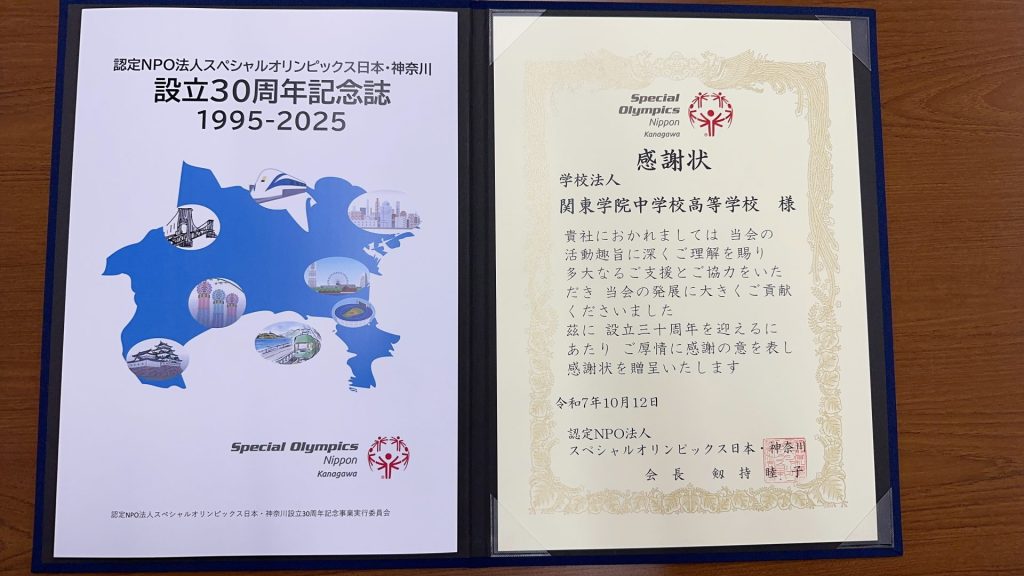 認定NPO法人スペシャルオリンピックス日本・神奈川
設立30周年記念誌
1995-2025
Special Olympics
Nippon
Kanagawa
認定NPO法人スペシャルオリンピックス日本・神奈川設立30周年記念事業実行委員会
Special
Olympics
Nippon
Kanagawa
感謝状
学校法人
関東学院中学校高等学校 様
貴社におかれましては 当会の
活動趣旨に深くご理解を賜り
多大なるご支援とご協力をいた
だき 当会の発展に大きくご貢献
くださいました
茲に 設立三十周年を迎えるに
あたり ご厚情に感謝の意を表し
感謝状を贈呈いたします
令和7年10月12日
認定NPO法人
スペシャルオリンピックス日本・神奈川
会長 剱持 睦子